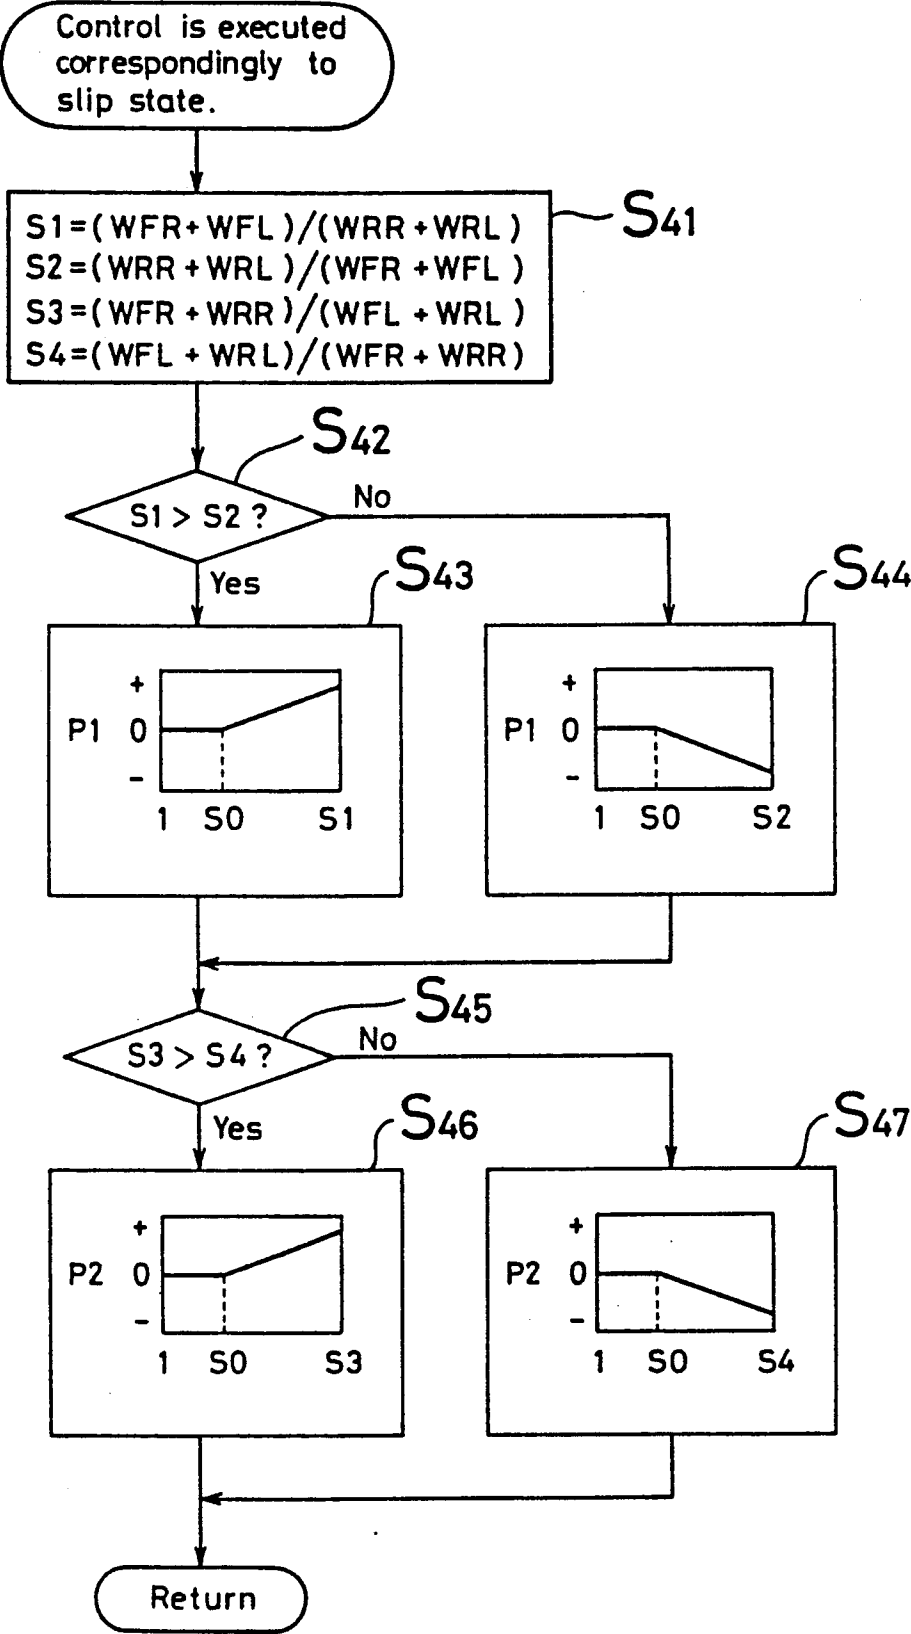 Control is executed
correspondingly to
slip state.
S41
S1=(WFR+WFL)/(WRR+WRL)
S2=(WRR+WRL)/(WFR+WFL)
S3=(WFR+WRR)/(WFL+WRL)
S4=(WFL+WRL)/(WFR+WRR)
S42
S1 > S2 ?
No
Yes
S43
+
P1 0
-
1 S0 S1
S44
+
P1 0
-
1 S0 S2
S45
S3 > S4 ?
No
Yes
S46
+
P2 0
-
1 S0 S3
S47
+
P2 0
-
1 S0 S4
Return